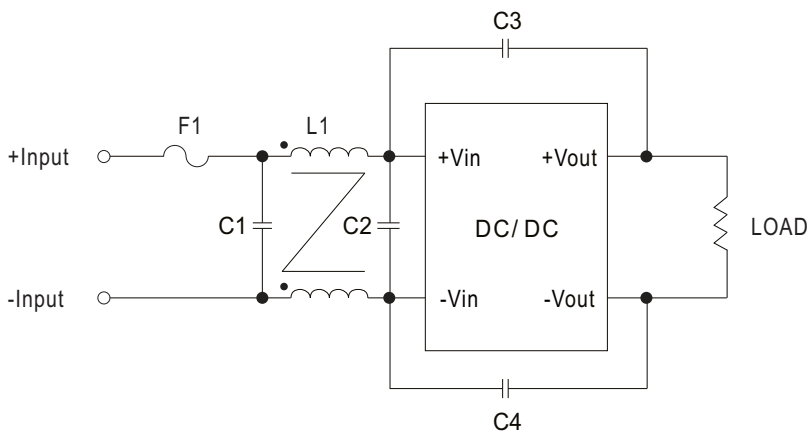 C3
F1
L1
+Input
+Vin
+Vout
C1
C2
DC/DC
LOAD
-Input
-Vin
-Vout
C4